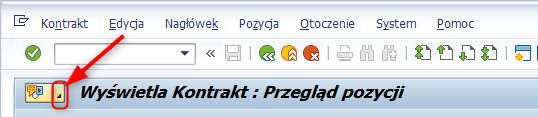 Kontrakt Edycja Nagłówek Pozycja Otoczenie System Pomoc
Wyświetla Kontrakt : Przegląd pozycji